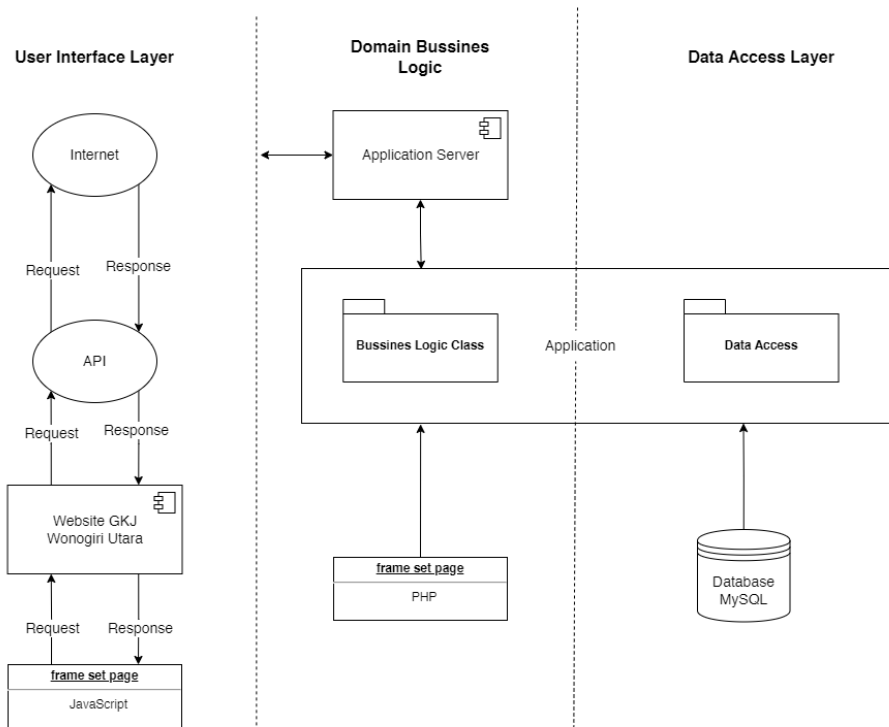 User Interface Layer
Domain Bussines
Logic
Data Access Layer
Internet
Application Server
Request
Response
API
Bussines Logic Class
Application
Data Access
Request
Response
Website GKJ
Wonogiri Utara
frame set page
PHP
Database
MySQL
Request
Response
frame set page
JavaScript